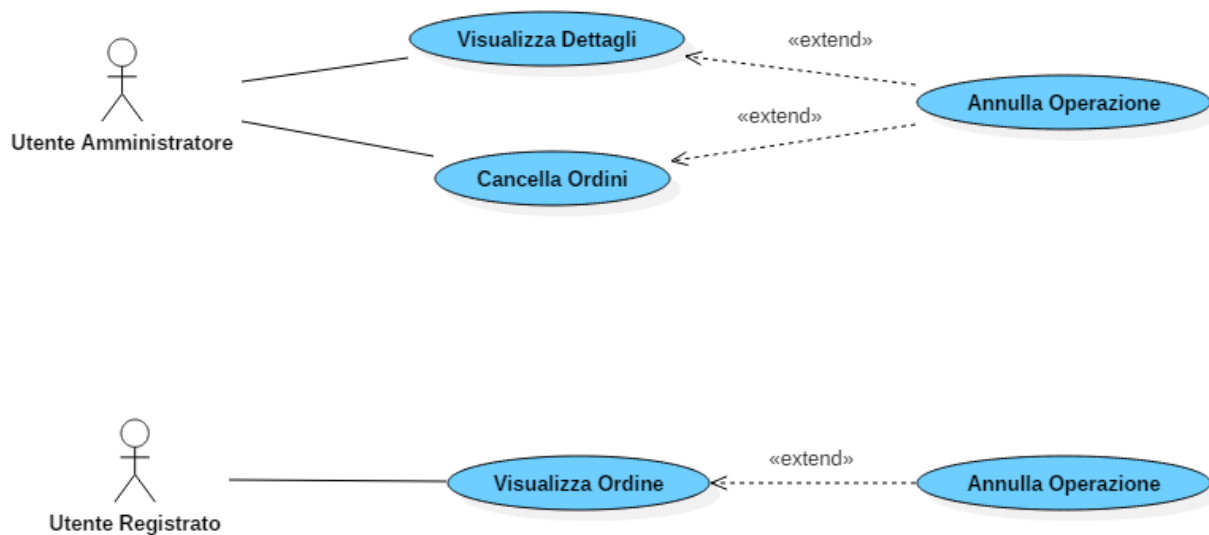 Visualizza Dettagli
«extend»
Annulla Operazione
«extend»
Utente Amministratore
Cancella Ordini
«extend»
Visualizza Ordine
Annulla Operazione
Utente Registrato